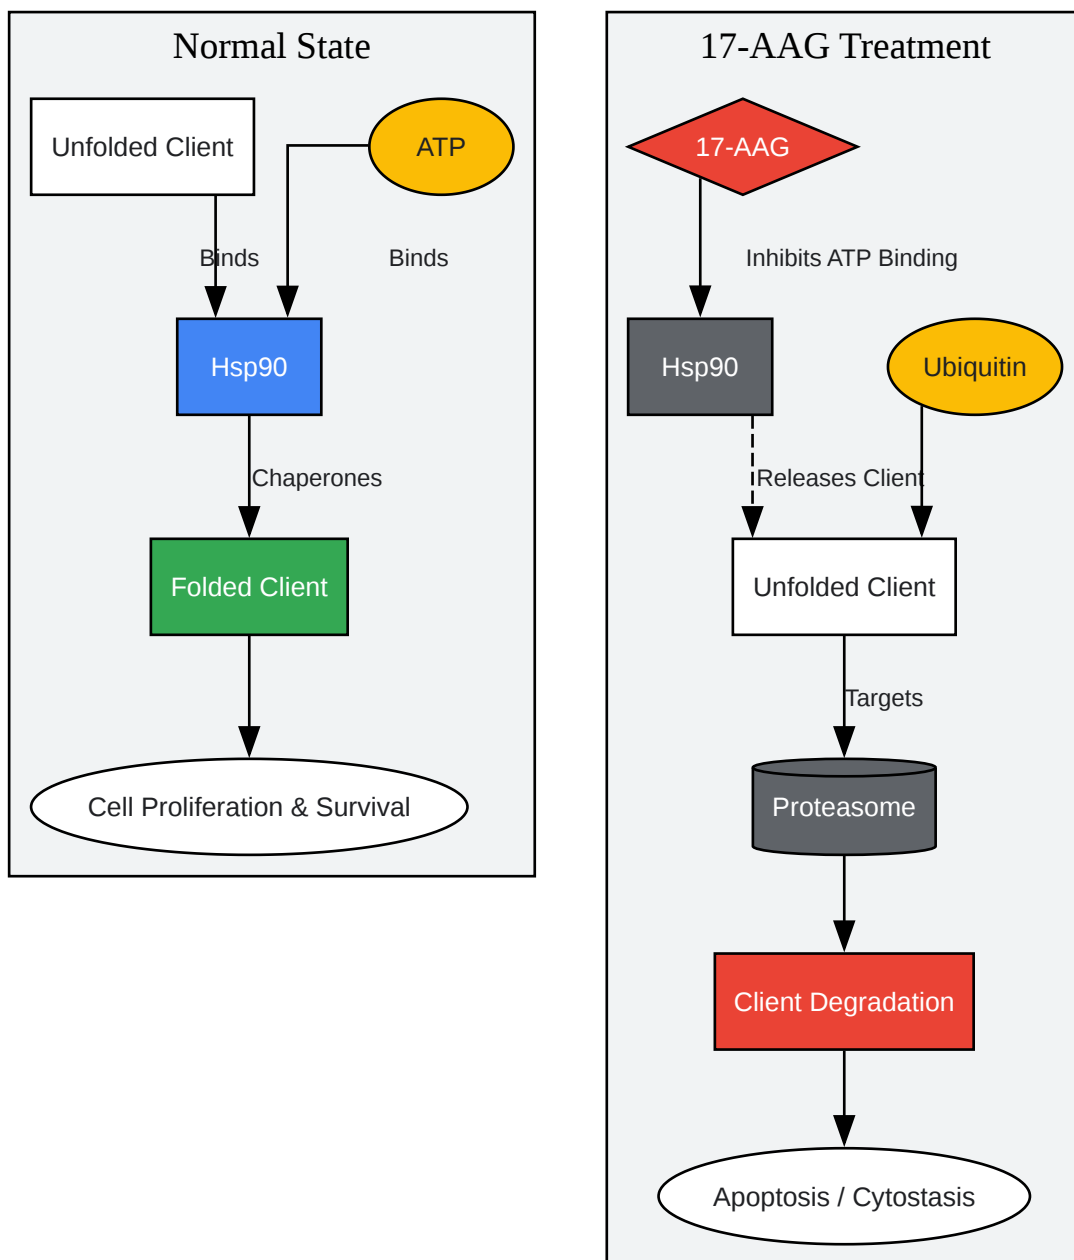 Normal State
Unfolded Client
ATP
Binds
Binds
Hsp90
Chaperones
Folded Client
Cell Proliferation & Survival
17-AAG Treatment
17-AAG
Inhibits ATP Binding
Hsp90
Ubiquitin
Releases Client
Unfolded Client
Targets
Proteasome
Client Degradation
Apoptosis / Cytostasis